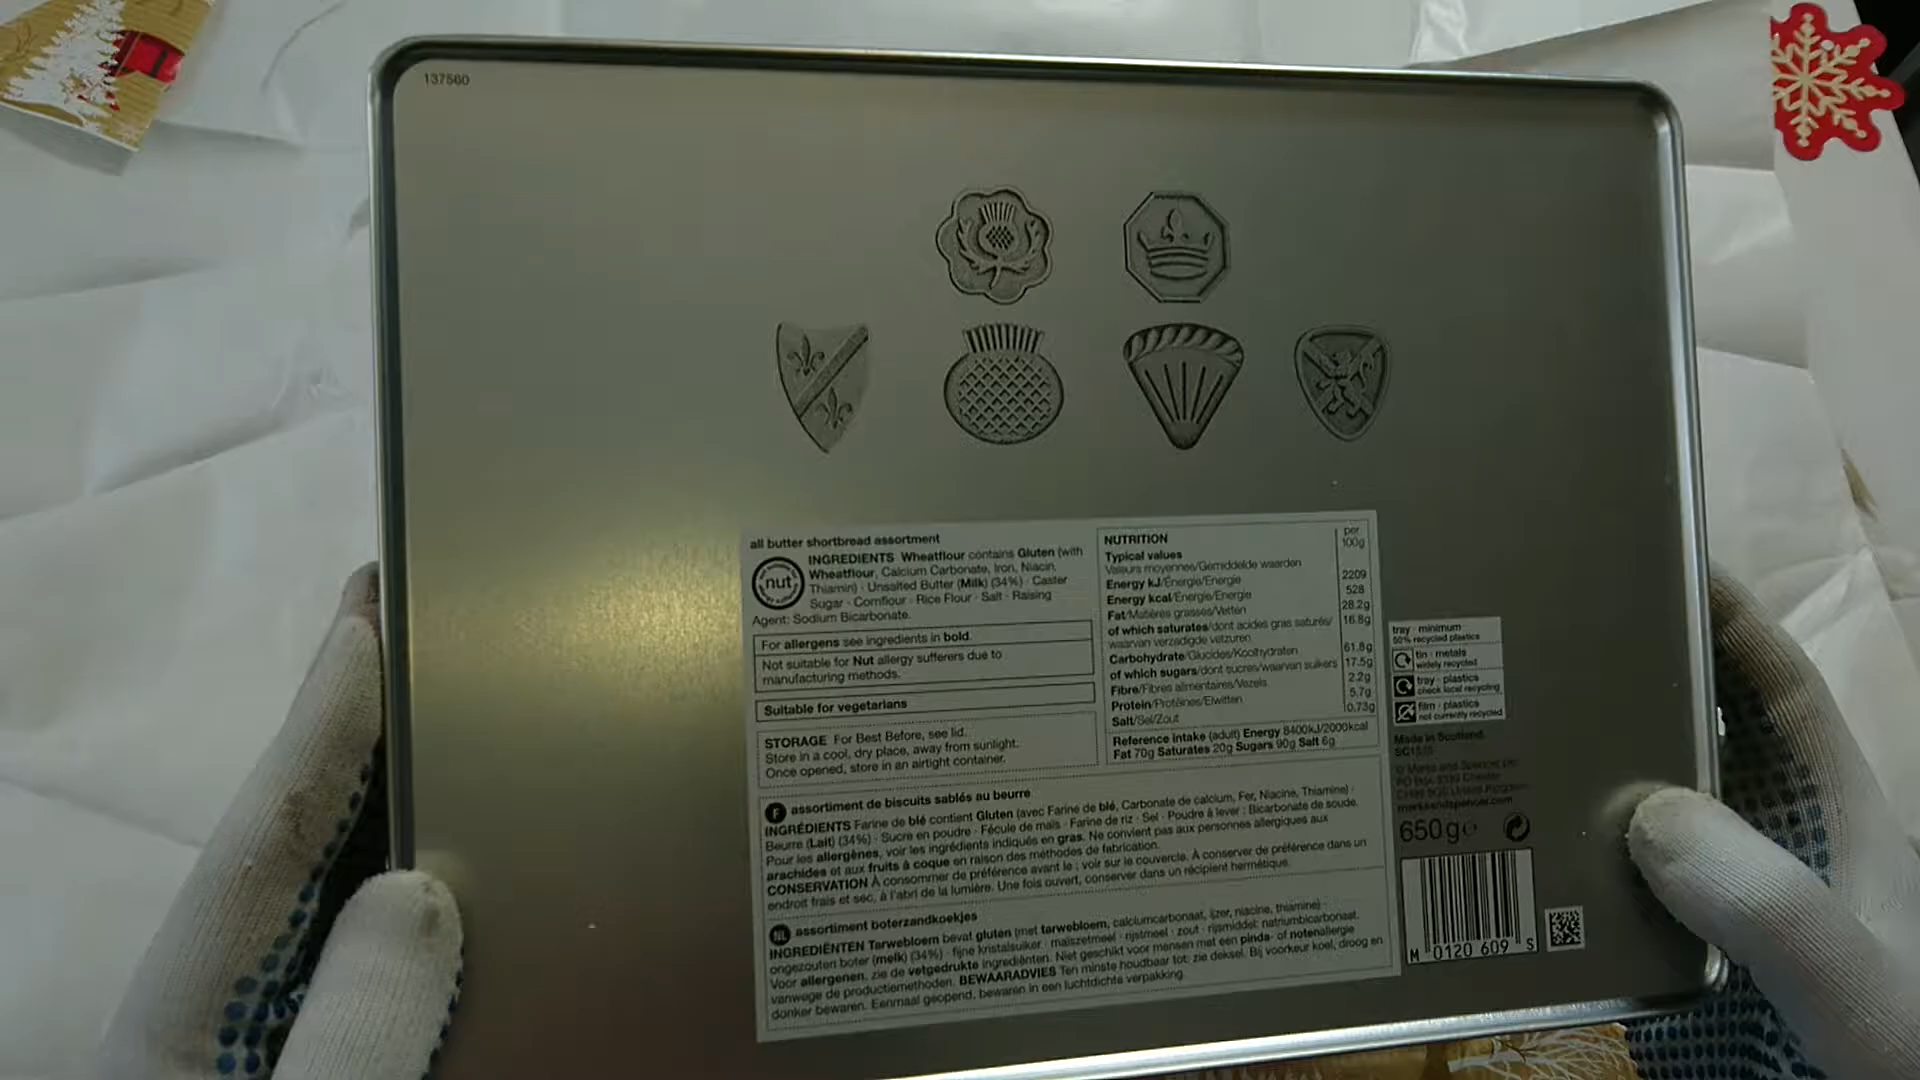 137560
all butter shortbread assortment
nut
INGREDIENTS Wheatflour contains Gluten (with
Wheatflour, Calcium Carbonate, Iron, Niacin,
Thiamin) · Unsalted Butter (Milk) (34%) · Caster
Sugar · Cornflour · Rice Flour · Salt · Raising
Agent: Sodium Bicarbonate.
For allergens see ingredients in bold.
Not suitable for Nut allergy sufferers due to
manufacturing methods.
Suitable for vegetarians
STORAGE For Best Before, see lid.
Store in a cool, dry place, away from sunlight.
Once opened, store in an airtight container.
NUTRITION
Typical values
Valeurs moyennes/Gemiddelde waarden
per
100g
Energy kJ/Énergie/Energie 2209
Energy kcal/Énergie/Energie 528
Fat/Matières grasses/Vetten 28.2g
of which saturates/dont acides gras saturés/ 16.8g
waarvan verzadigde vetzuren
Carbohydrate/Glucides/Koolhydraten 61.8g
of which sugars/dont sucres/waarvan suikers 17.5g
Fibre/Fibres alimentaires/Vezels 2.2g
Protein/Protéines/Eiwitten 5.7g
Salt/Sel/Zout 0.73g
Reference intake (adult) Energy 8400kJ/2000kcal
Fat 70g Saturates 20g Sugars 90g Salt 6g
F assortiment de biscuits sablés au beurre
INGRÉDIENTS Farine de blé contient Gluten (avec Farine de blé, Carbonate de calcium, Fer, Niacine, Thiamine) ·
Beurre (Lait) (34%) · Sucre en poudre · Fécule de maïs · Farine de riz · Sel · Poudre à lever : Bicarbonate de soude.
Pour les allergènes, voir les ingrédients indiqués en gras. Ne convient pas aux personnes allergiques aux
arachides et aux fruits à coque en raison des méthodes de fabrication.
CONSERVATION À consommer de préférence avant le : voir sur le couvercle. À conserver de préférence dans un
endroit frais et sec, à l'abri de la lumière. Une fois ouvert, conserver dans un récipient hermétique.
NL assortiment boterzandkoekjes
INGREDIËNTEN Tarwebloem bevat gluten (met tarwebloem, calciumcarbonaat, ijzer, niacine, thiamine) ·
ongezouten boter (melk) (34%) · fijne kristalsuiker · maïszetmeel · rijstmeel · zout · rijsmiddel: natriumbicarbonaat.
Voor allergenen, zie de vetgedrukte ingrediënten. Niet geschikt voor mensen met een pinda- of notenallergie
vanwege de productiemethoden. BEWAARADVIES Ten minste houdbaar tot: zie deksel. Bij voorkeur koel, droog en
donker bewaren. Eenmaal geopend, bewaren in een luchtdichte verpakking.
tray · minimum
50% recycled plastics
tin · metals
widely recycled
tray · plastics
check local recycling
film · plastics
not currently recycled
Made in Scotland
© Marks and Spencer plc
PO Box 3339 Chester
United Kingdom
marksandspencer.com
650g e
M 0120 609 S